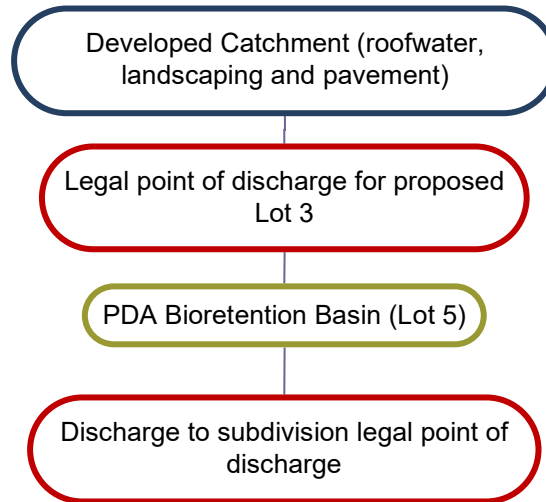 Developed Catchment (roofwater,
landscaping and pavement)
Legal point of discharge for proposed
Lot 3
PDA Bioretention Basin (Lot 5)
Discharge to subdivision legal point of
discharge